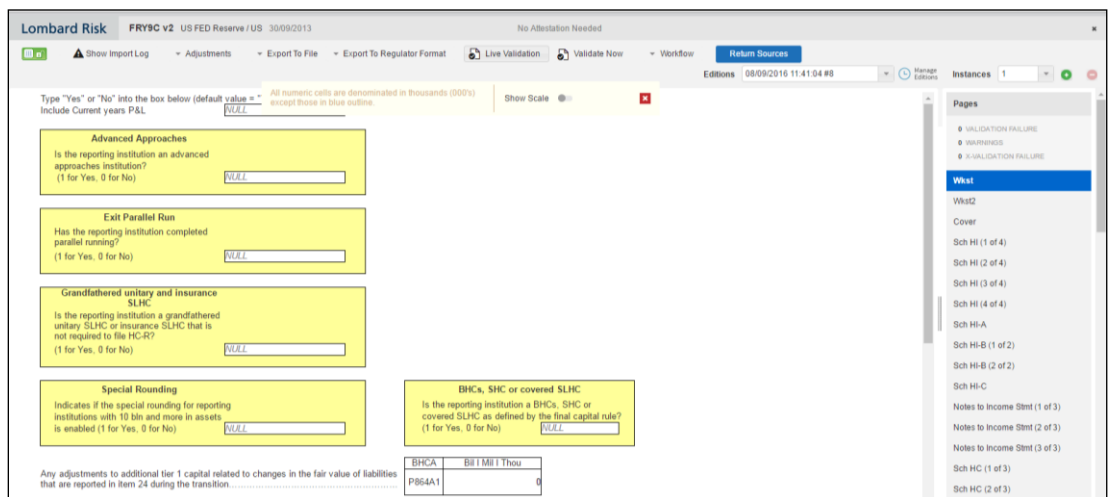 Lombard Risk FRY9C v2 US FED Reserve / US 30/09/2013 No Attestation Needed
Show Import Log Adjustments Export To File Export To Regulator Format Live Validation Validate Now Workflow Return Sources
Editions 08/09/2016 11:41:04 #8 Manage Editions Instances 1
Type "Yes" or "No" into the box below (default value = "
Include Current years P&L NULL
All numeric cells are denominated in thousands (000's)
except those in blue outline.
Show Scale
Advanced Approaches
Is the reporting institution an advanced
approaches institution?
(1 for Yes, 0 for No) NULL
Exit Parallel Run
Has the reporting institution completed
parallel running?
(1 for Yes, 0 for No) NULL
Grandfathered unitary and insurance
SLHC
Is the reporting institution a grandfathered
unitary SLHC or insurance SLHC that is
not required to file HC-R?
(1 for Yes, 0 for No) NULL
Special Rounding
Indicates if the special rounding for reporting
institutions with 10 bln and more in assets
is enabled (1 for Yes, 0 for No) NULL
BHCs, SHC or covered SLHC
Is the reporting institution a BHCs, SHC or
covered SLHC as defined by the final capital rule?
(1 for Yes, 0 for No) NULL
BHCA Bil I Mil I Thou
Any adjustments to additional tier 1 capital related to changes in the fair value of liabilities
that are reported in item 24 during the transition P864A1 0
Pages
0 VALIDATION FAILURE
0 WARNINGS
0 X-VALIDATION FAILURE
Wkst
Wkst2
Cover
Sch HI (1 of 4)
Sch HI (2 of 4)
Sch HI (3 of 4)
Sch HI (4 of 4)
Sch HI-A
Sch HI-B (1 of 2)
Sch HI-B (2 of 2)
Sch HI-C
Notes to Income Stmt (1 of 3)
Notes to Income Stmt (2 of 3)
Notes to Income Stmt (3 of 3)
Sch HC (1 of 3)
Sch HC (2 of 3)